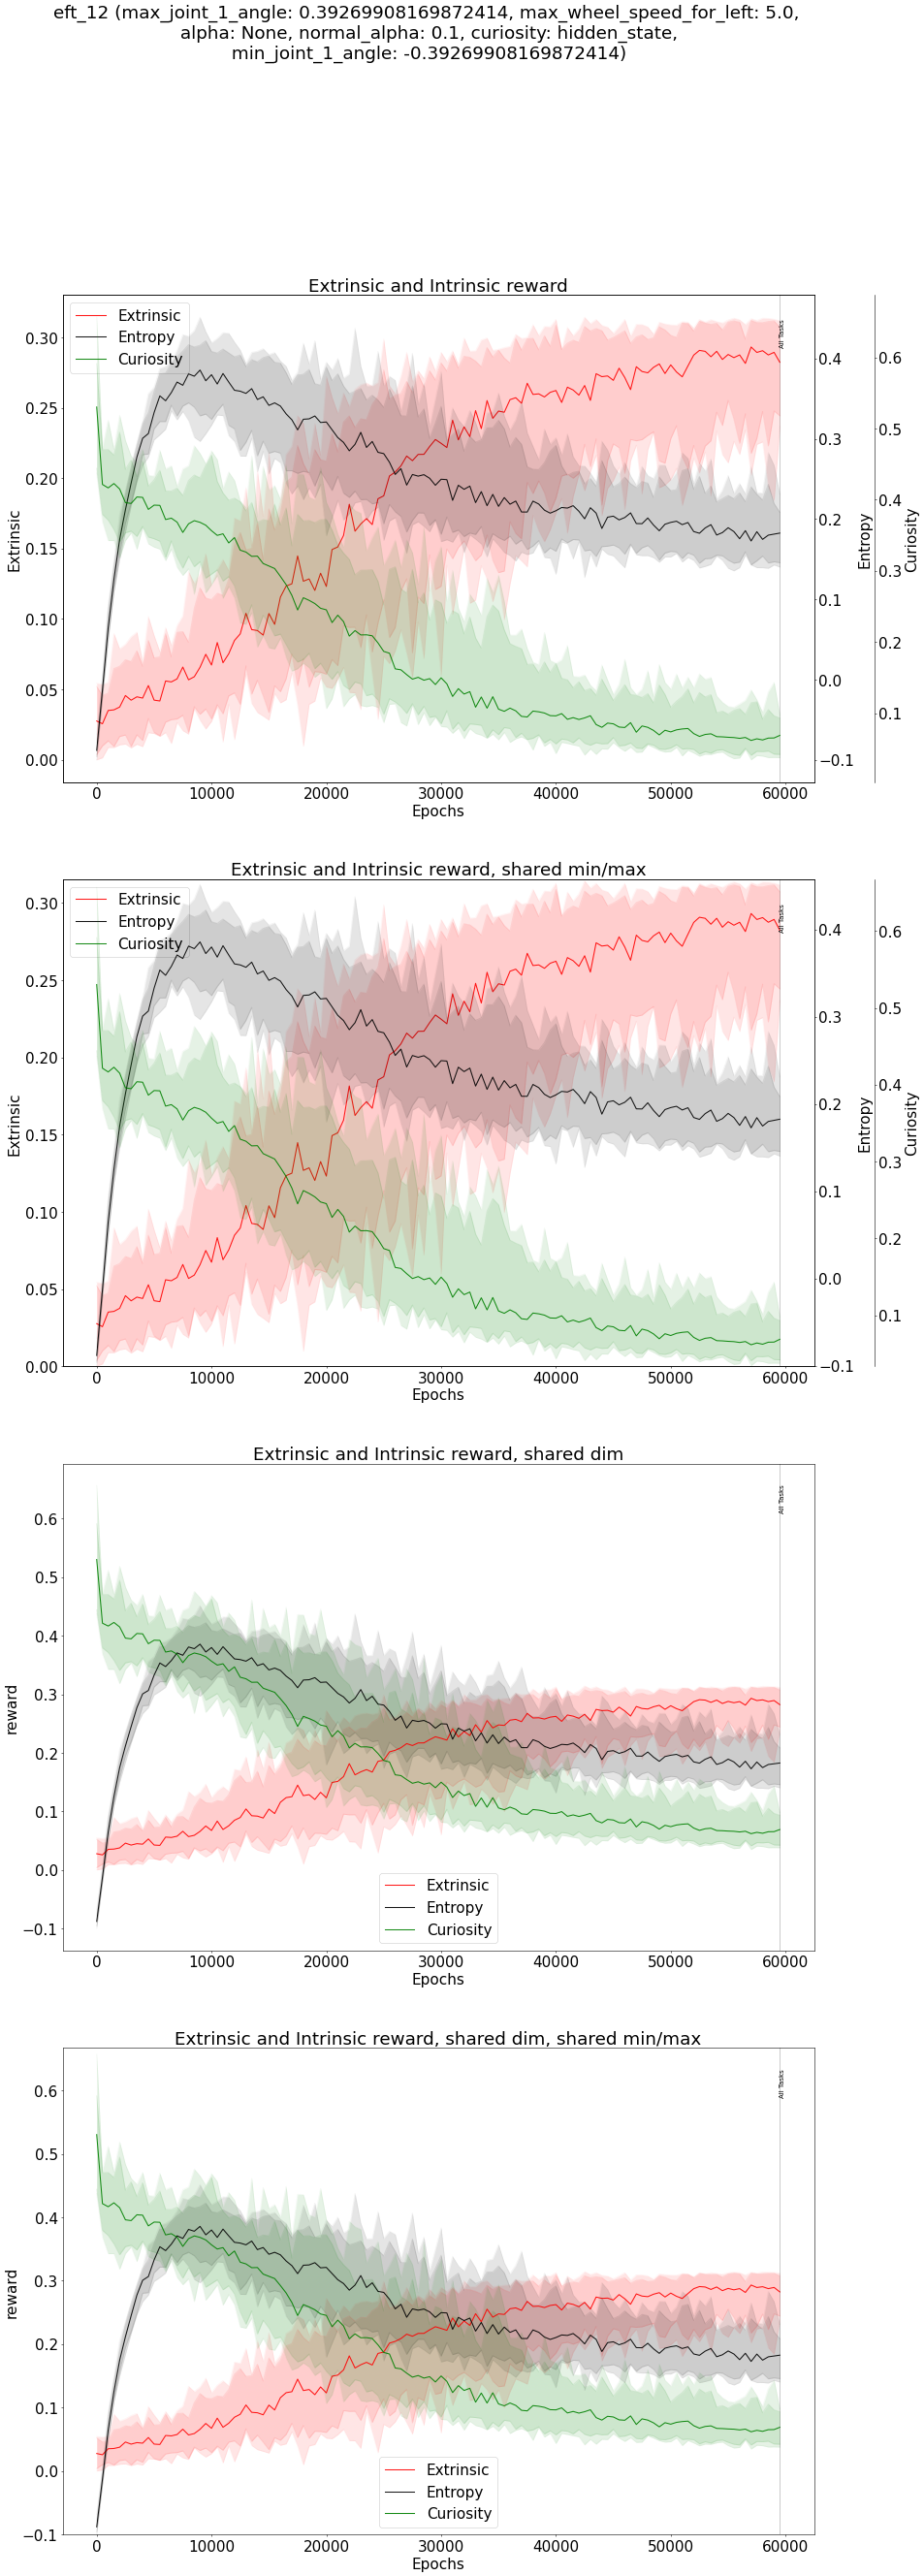 eft_12 (max_joint_1_angle: 0.39269908169872414, max_wheel_speed_for_left: 5.0,
alpha: None, normal_alpha: 0.1, curiosity: hidden_state,
min_joint_1_angle: -0.39269908169872414)
Extrinsic and Intrinsic reward
Extrinsic
Entropy
Curiosity
All Tasks
0.30
0.25
0.20
0.15
0.10
0.05
0.00
Extrinsic
0.4
0.3
0.2
0.1
0.0
−0.1
Entropy
0.6
0.5
0.4
0.3
0.2
0.1
Curiosity
0 10000 20000 30000 40000 50000 60000
Epochs
Extrinsic and Intrinsic reward, shared min/max
Extrinsic
Entropy
Curiosity
All Tasks
0.30
0.25
0.20
0.15
0.10
0.05
0.00
Extrinsic
0.4
0.3
0.2
0.1
0.0
−0.1
Entropy
0.6
0.5
0.4
0.3
0.2
0.1
Curiosity
0 10000 20000 30000 40000 50000 60000
Epochs
Extrinsic and Intrinsic reward, shared dim
All Tasks
0.6
0.5
0.4
0.3
0.2
0.1
0.0
−0.1
reward
Extrinsic
Entropy
Curiosity
0 10000 20000 30000 40000 50000 60000
Epochs
Extrinsic and Intrinsic reward, shared dim, shared min/max
All Tasks
0.6
0.5
0.4
0.3
0.2
0.1
0.0
−0.1
reward
Extrinsic
Entropy
Curiosity
0 10000 20000 30000 40000 50000 60000
Epochs